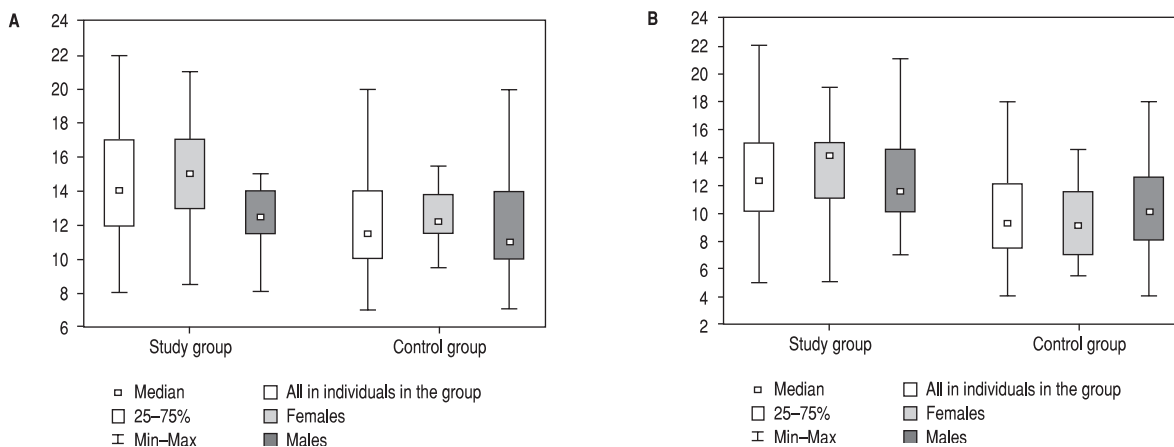 A
24
22
20
18
16
14
12
10
8
6
Study group
Control group
Median
25–75%
Min–Max
All in individuals in the group
Females
Males
B
24
22
20
18
16
14
12
10
8
6
4
2
Study group
Control group
Median
25–75%
Min–Max
All in individuals in the group
Females
Males